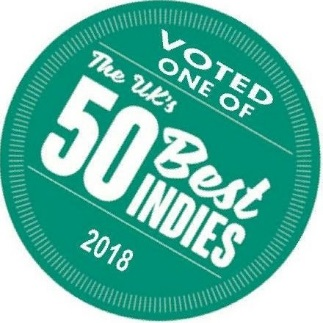 VOTED
ONE OF
The UK's
50 Best
INDIES
2018